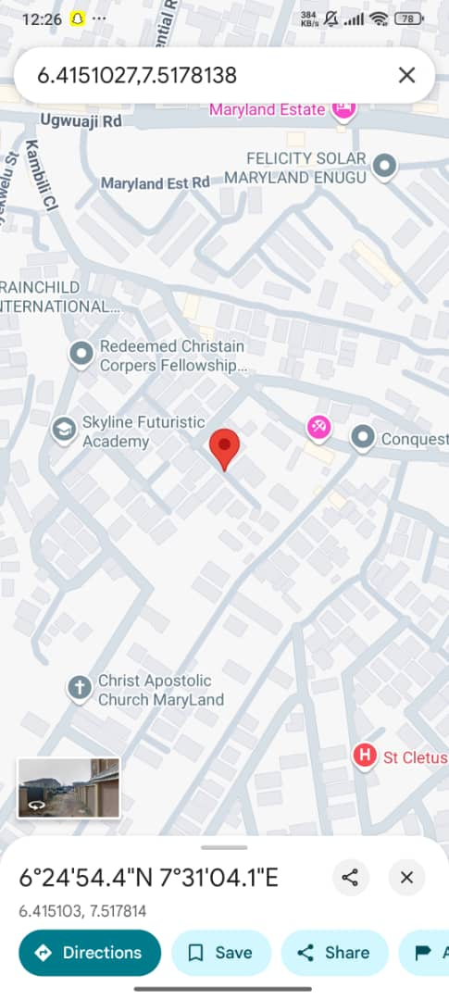 12:26 ...
384
KB/s
78
ential R
6.4151027,7.5178138
Maryland Estate
Ugwuaji Rd
Kambili Cl
FELICITY SOLAR
MARYLAND ENUGU
Maryland Est Rd
RAINCHILD
NTERNATIONAL...
Redeemed Christain
Corpers Fellowship...
Skyline Futuristic
Academy
Conquest
Christ Apostolic
Church MaryLand
H
St Cletus
6°24'54.4"N 7°31'04.1"E
6.415103, 7.517814
Directions
Save
Share
A